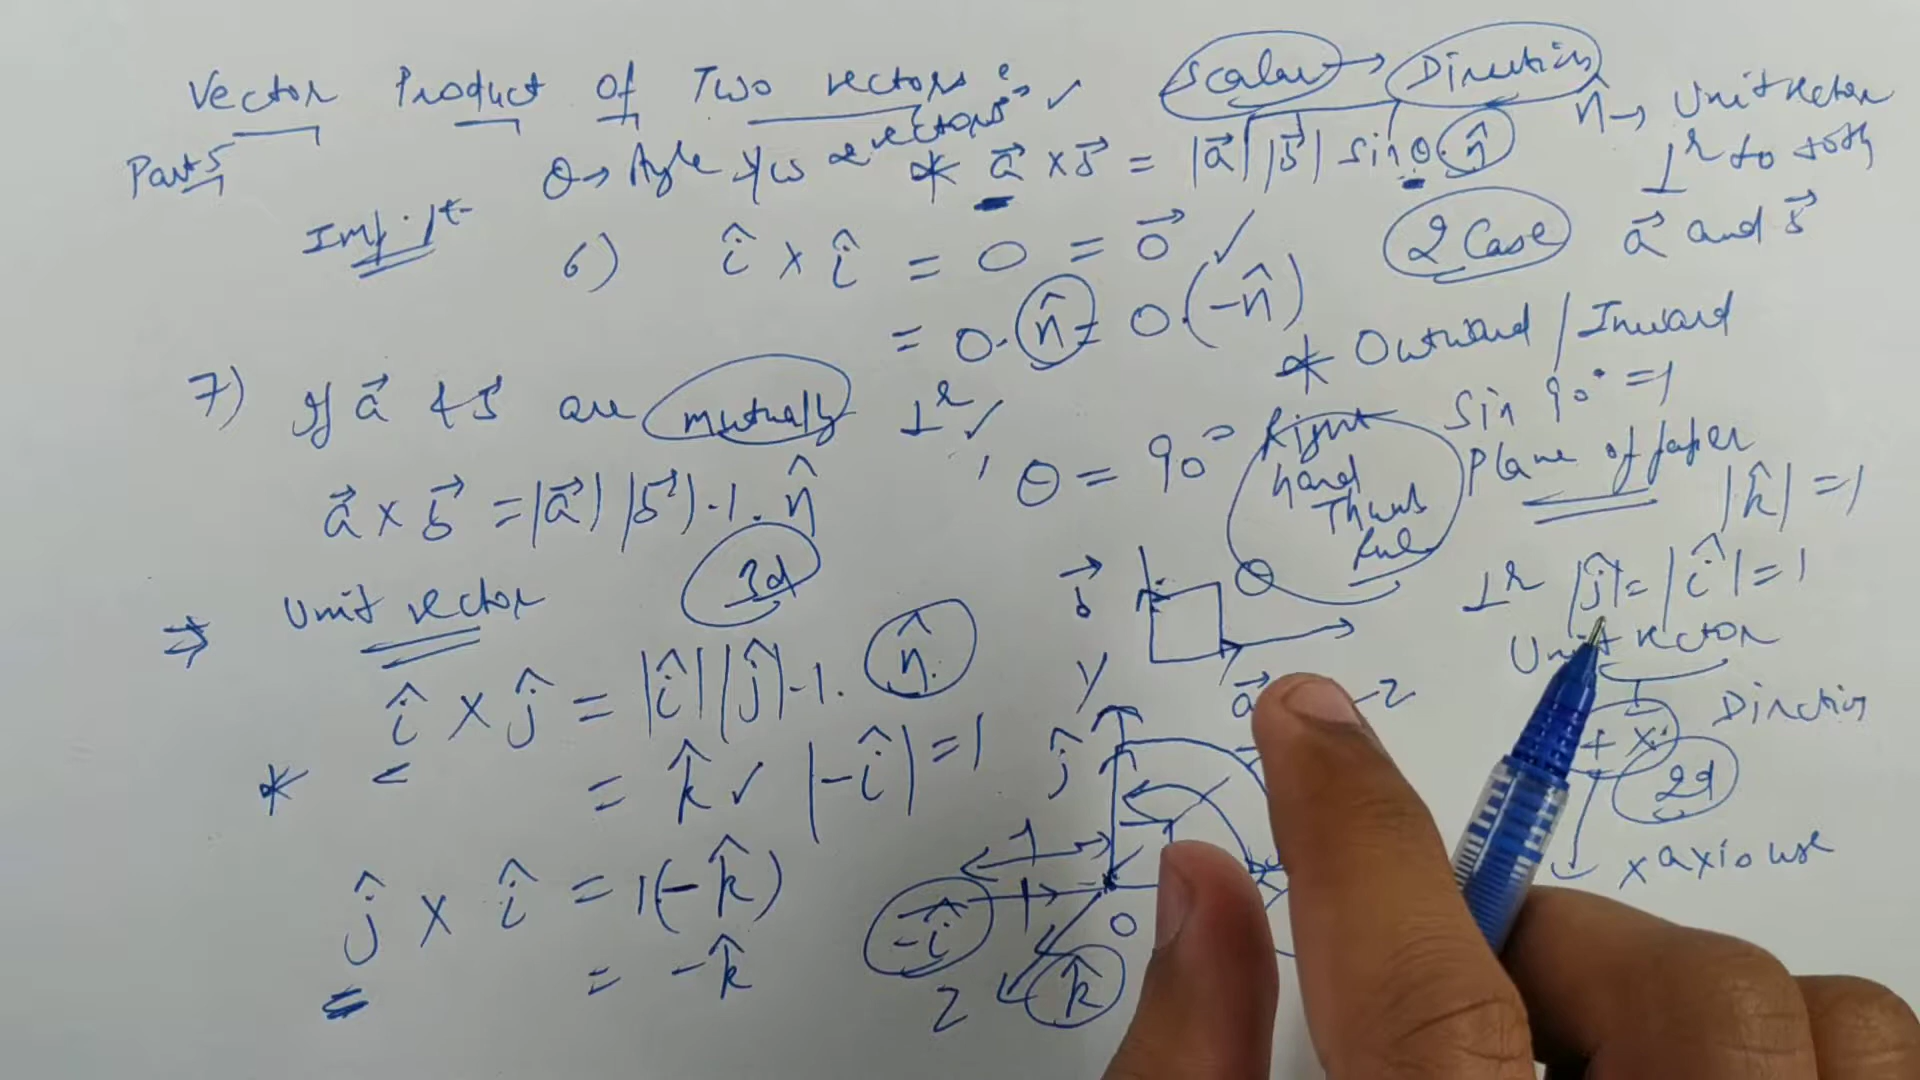 Vector Product Of Two vectors :
Scalar → Direction
n̂ → Unit vector
⊥r to both
a⃗ and b⃗
Part 5
θ → Angle b/w 2 vectors
* a⃗ × b⃗ = |a⃗| |b⃗| sin θ · n̂
Imp. pt
6) î × î = 0 = 0⃗ ✓
2 Case
= 0 · n̂ = 0 · (-n̂)
* Outward / Inward
7) If a⃗ & b⃗ are mutually ⊥r ✓
Sin 90° = 1
Plane of paper
θ = 90°
Right hand Thumb Rule
a⃗ × b⃗ = |a⃗| |b⃗| · 1 · n̂
|k̂| = 1
3d
⇒ Unit vector
b⃗
θ
a⃗
⊥r |ĵ| = |î| = 1
Unit vector
î × ĵ = |î| |ĵ| · 1 · n̂
y
-z
+ x
Direction
2d
x axis
* = k̂ ✓ |-î| = 1
ĵ
1
ĵ × î = 1(-k̂)
-î
1
O
= -k̂
z
k̂